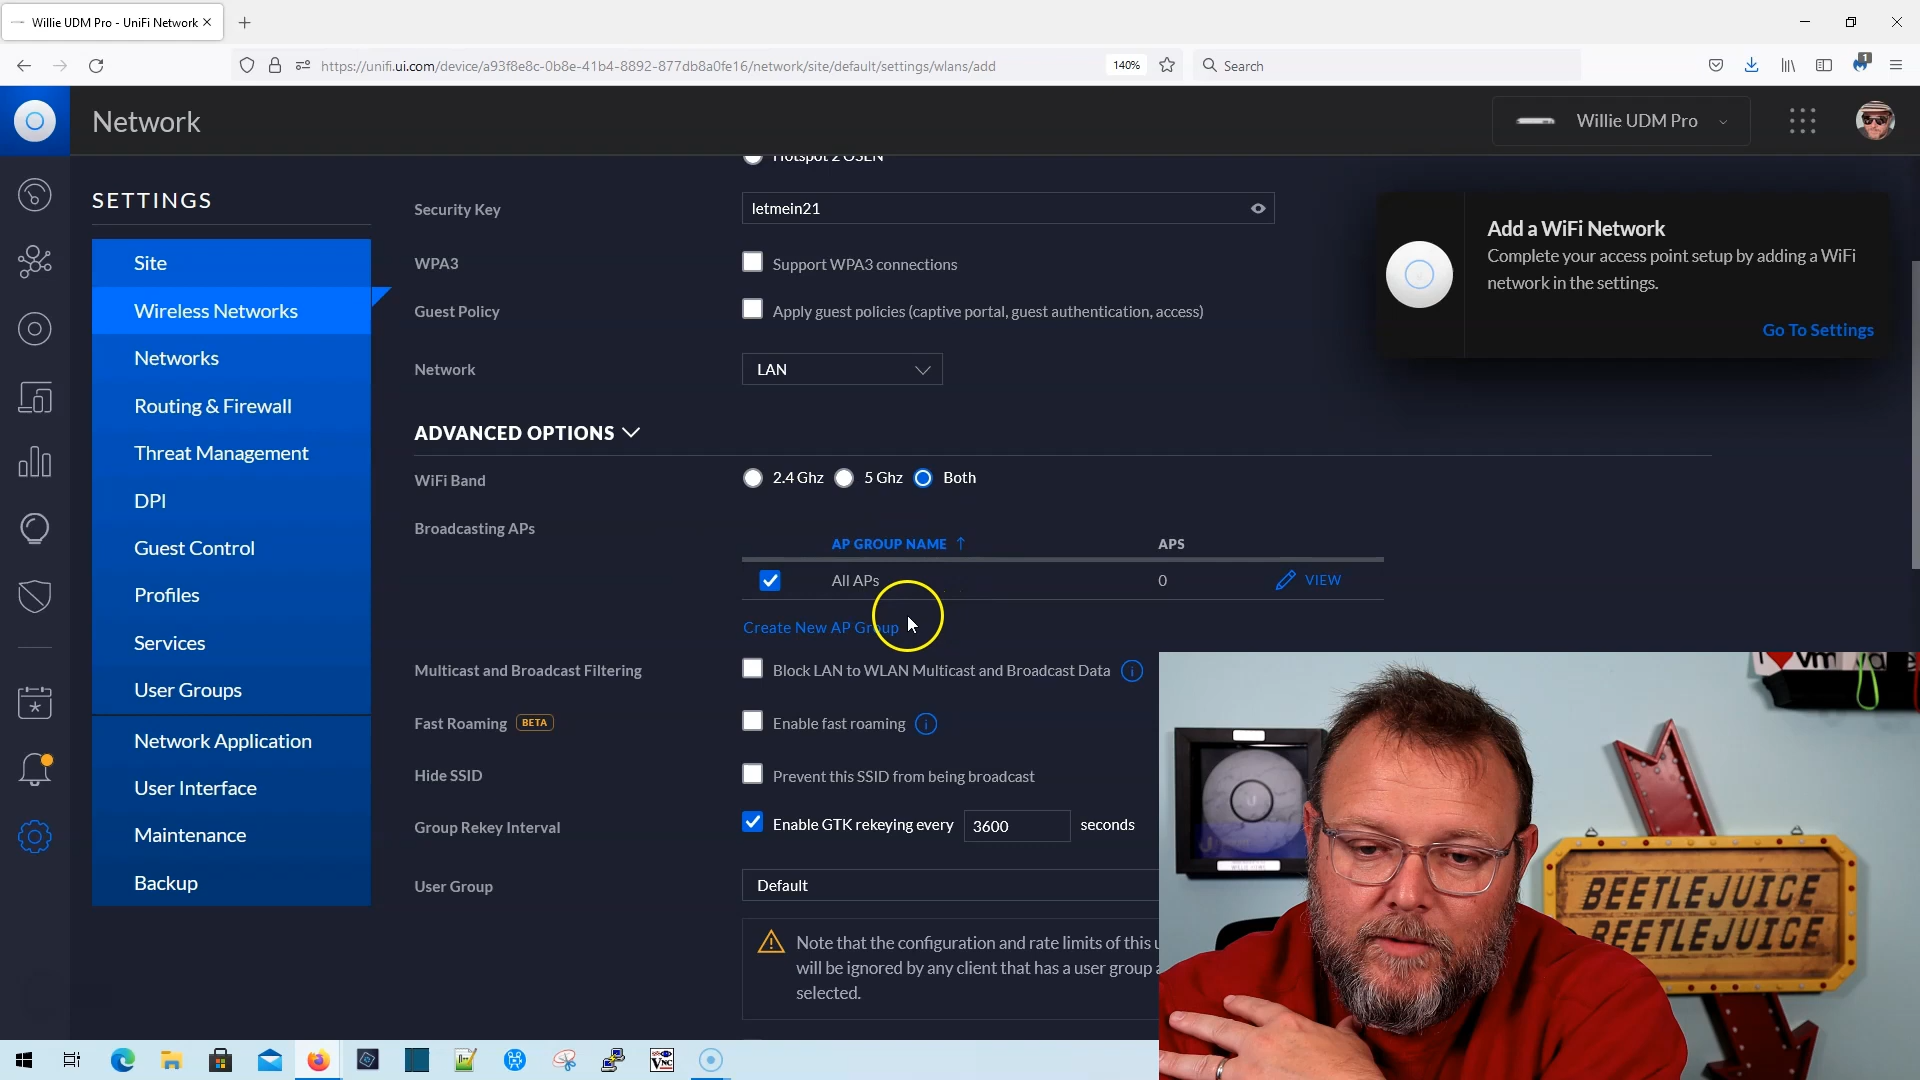 Willie UDM Pro - UniFi Network
https://unifi.ui.com/device/a93f8e8c-0b8e-41b4-8892-877db8a0fe16/network/site/default/settings/wlans/add
140%
Search
1
Network
Willie UDM Pro
Hotspot 2 OSEN
SETTINGS
Site
Wireless Networks
Networks
Routing & Firewall
Threat Management
DPI
Guest Control
Profiles
Services
User Groups
Network Application
User Interface
Maintenance
Backup
Security Key
letmein21
WPA3
Support WPA3 connections
Guest Policy
Apply guest policies (captive portal, guest authentication, access)
Network
LAN
Add a WiFi Network
Complete your access point setup by adding a WiFi
network in the settings.
Go To Settings
ADVANCED OPTIONS
WiFi Band
2.4 Ghz
5 Ghz
Both
Broadcasting APs
AP GROUP NAME
APS
All APs
0
VIEW
Create New AP Group
Multicast and Broadcast Filtering
Block LAN to WLAN Multicast and Broadcast Data
Fast Roaming BETA
Enable fast roaming
Hide SSID
Prevent this SSID from being broadcast
Group Rekey Interval
Enable GTK rekeying every
3600
seconds
User Group
Default
Note that the configuration and rate limits of this
will be ignored by any client that has a user group
selected.
BEETLEJUICE
BEETLEJUICE
VNC